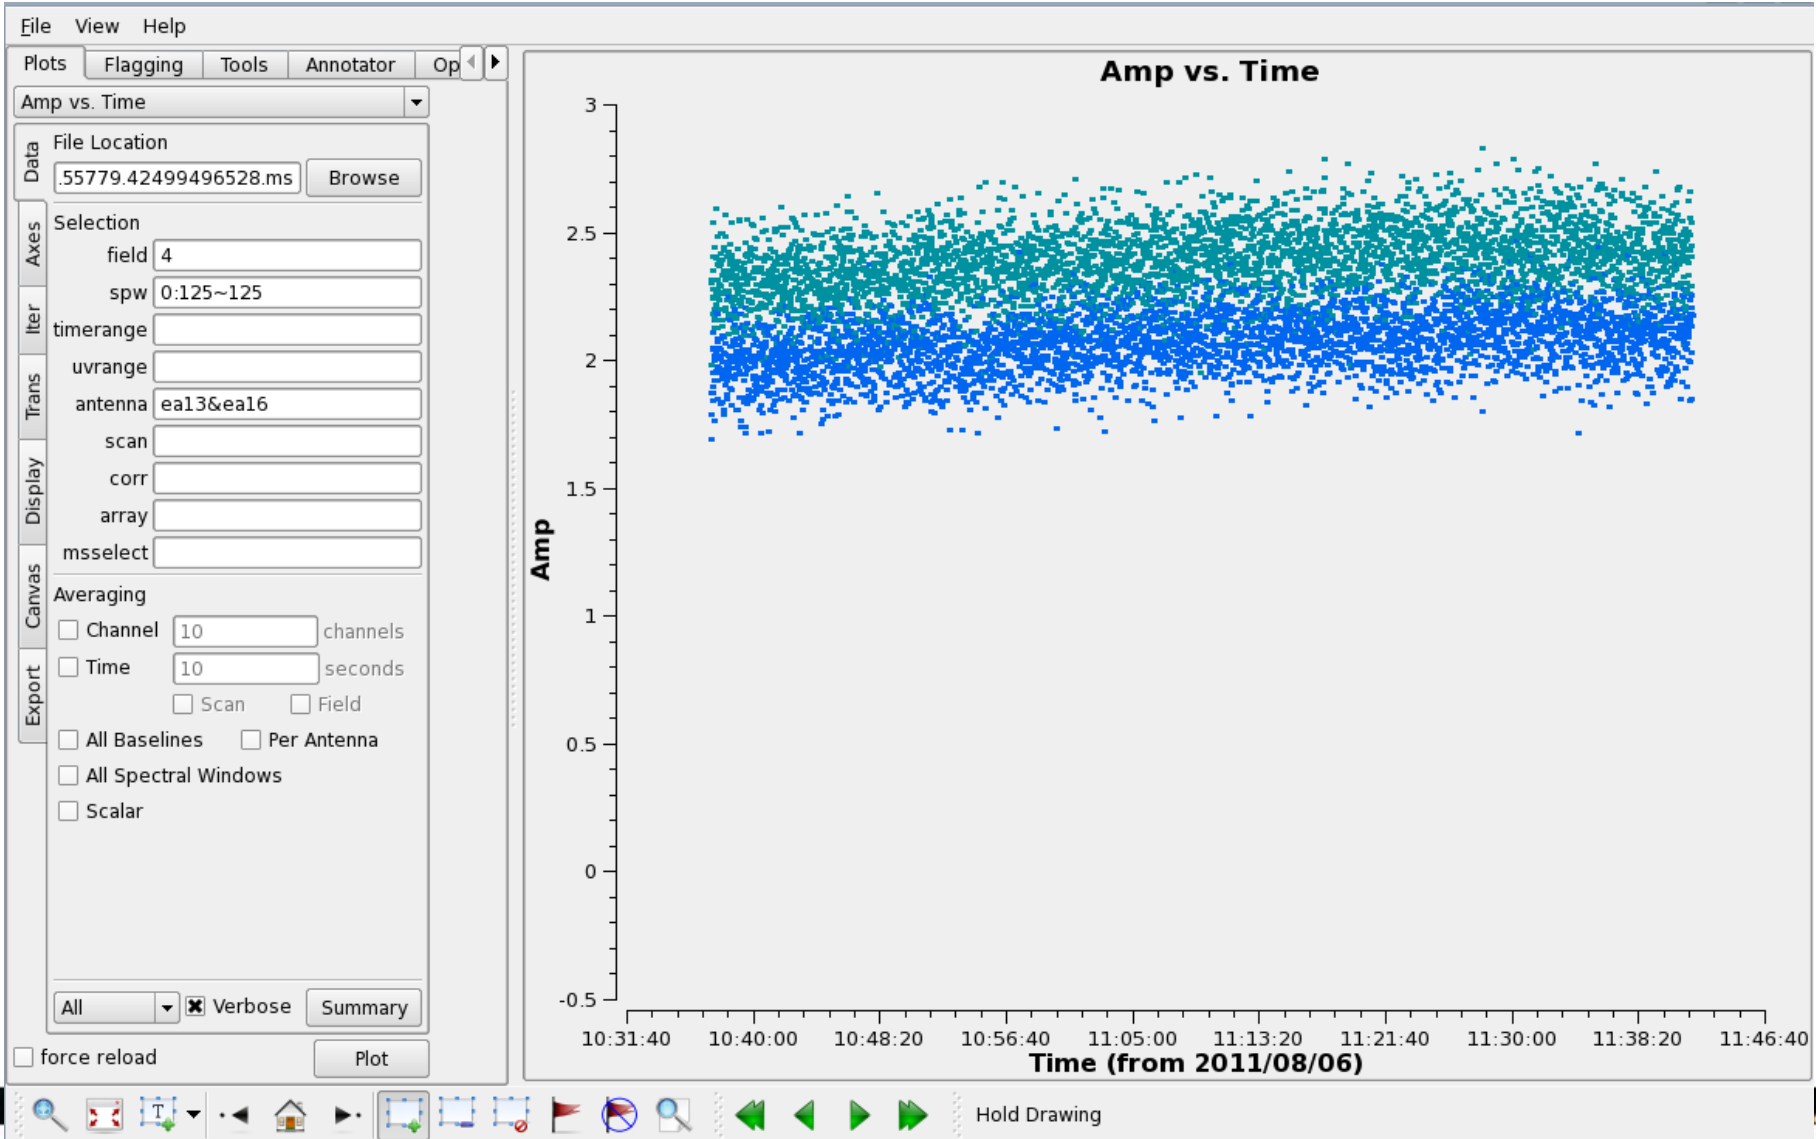 File View Help
Plots Flagging Tools Annotator Op
Amp vs. Time
Data
Axes
Iter
Trans
Display
Canvas
Export
File Location
.55779.42499496528.ms Browse
Selection
field 4
spw 0:125~125
timerange
uvrange
antenna ea13&ea16
scan
corr
array
msselect
Averaging
Channel 10 channels
Time 10 seconds
Scan Field
All Baselines Per Antenna
All Spectral Windows
Scalar
All Verbose Summary
force reload Plot
Amp vs. Time
3
2.5
2
1.5
1
0.5
0
-0.5
Amp
10:31:40 10:40:00 10:48:20 10:56:40 11:05:00 11:13:20 11:21:40 11:30:00 11:38:20 11:46:40
Time (from 2011/08/06)
T
Hold Drawing